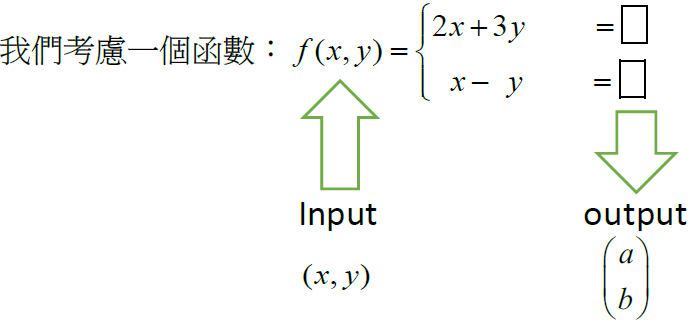 我們考慮一個函數：f(x, y) = { 2x + 3y = □
x − y = □
Input output
(x, y) (a
b)